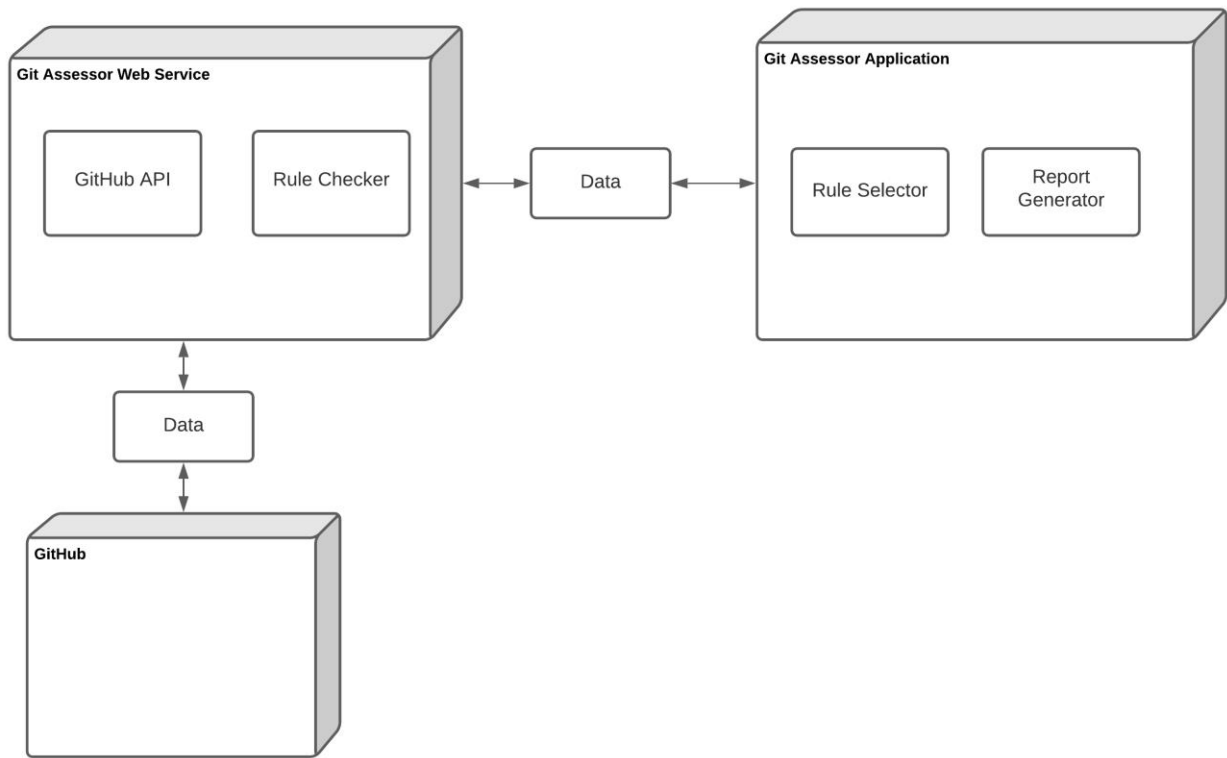 Git Assessor Web Service
GitHub API
Rule Checker
Data
Git Assessor Application
Rule Selector
Report
Generator
Data
GitHub